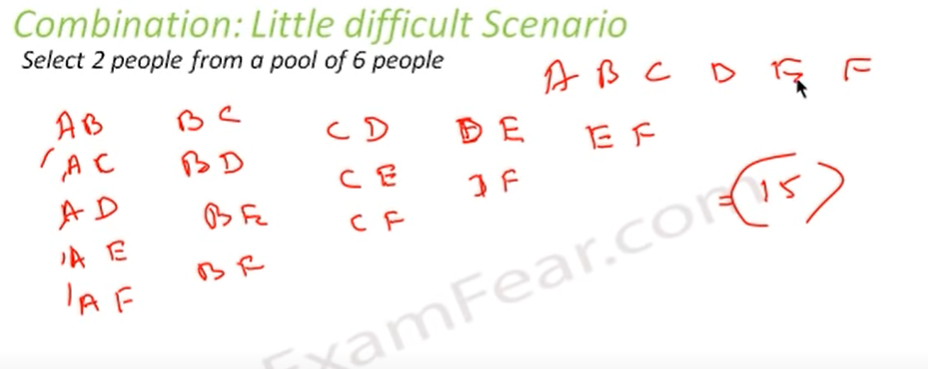 Combination: Little difficult Scenario
Select 2 people from a pool of 6 people
A B C D E F
AB BC CD DE EF
AC BD CE DF
AD BE CF
AE BF
AF
=(15)
ExamFear.com